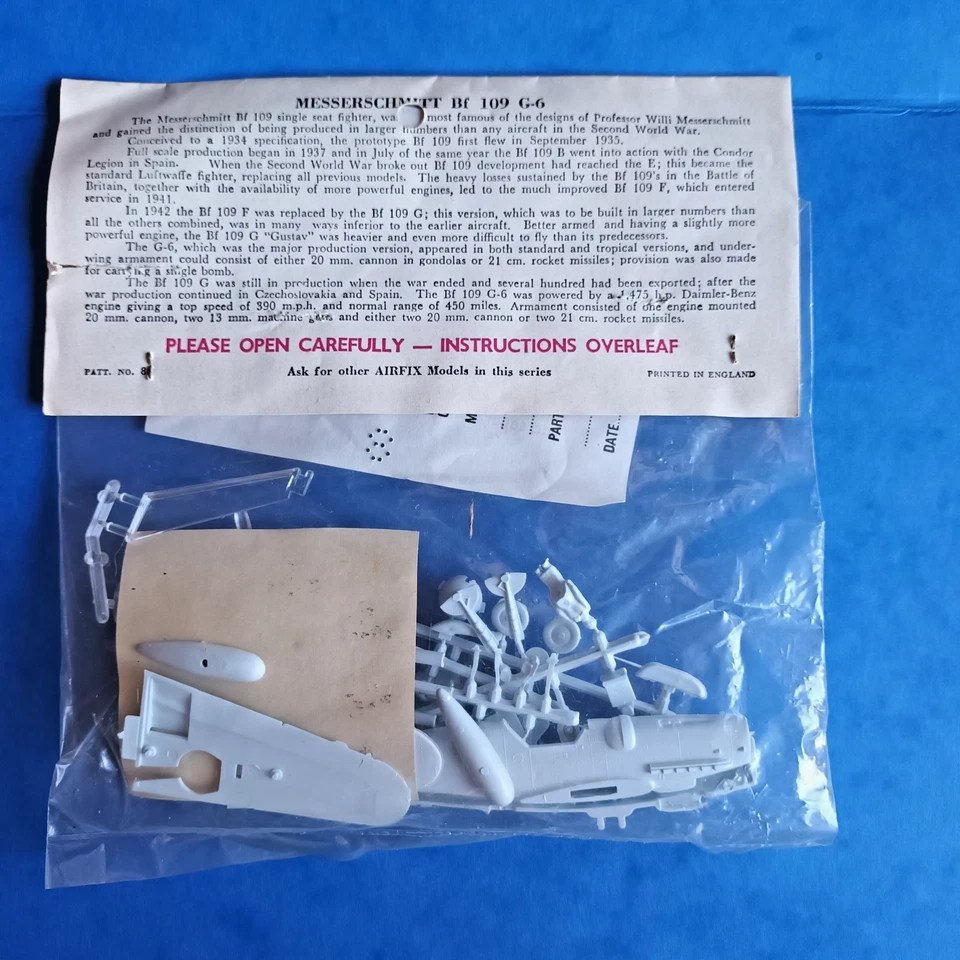 MESSERSCHMITT Bf 109 G-6
The Messerschmitt Bf 109 single seat fighter, wa most famous of the designs of Professor Willi Messerschmitt
and gained the distinction of being produced in larger numbers than any aircraft in the Second World War.
Conceived to a 1934 specification, the prototype Bf 109 first flew in September 1935.
Full scale production began in 1937 and in July of the same year the Bf 109 B went into action with the Condor
Legion in Spain. When the Second World War broke out Bf 109 development had reached the E; this became the
standard Luftwaffe fighter, replacing all previous models. The heavy losses sustained by the Bf 109's in the Battle of
Britain, together with the availability of more powerful engines, led to the much improved Bf 109 F, which entered
service in 1941.
In 1942 the Bf 109 F was replaced by the Bf 109 G; this version, which was to be built in larger numbers than
all the others combined, was in many ways inferior to the earlier aircraft. Better armed and having a slightly more
powerful engine, the Bf 109 G "Gustav" was heavier and even more difficult to fly than its predecessors.
The G-6, which was the major production version, appeared in both standard and tropical versions, and under-
wing armament could consist of either 20 mm. cannon in gondolas or 21 cm. rocket missiles; provision was also made
for carrying a single bomb.
The Bf 109 G was still in production when the war ended and several hundred had been exported; after the
war production continued in Czechoslovakia and Spain. The Bf 109 G-6 was powered by a 1,475 h.p. Daimler-Benz
engine giving a top speed of 390 m.p.h. and normal range of 450 miles. Armament consisted of one engine mounted
20 mm. cannon, two 13 mm. machine guns and either two 20 mm. cannon or two 21 cm. rocket missiles.
PLEASE OPEN CAREFULLY — INSTRUCTIONS OVERLEAF
PATT. NO. 8
Ask for other AIRFIX Models in this series
PRINTED IN ENGLAND
M
PART
DATE